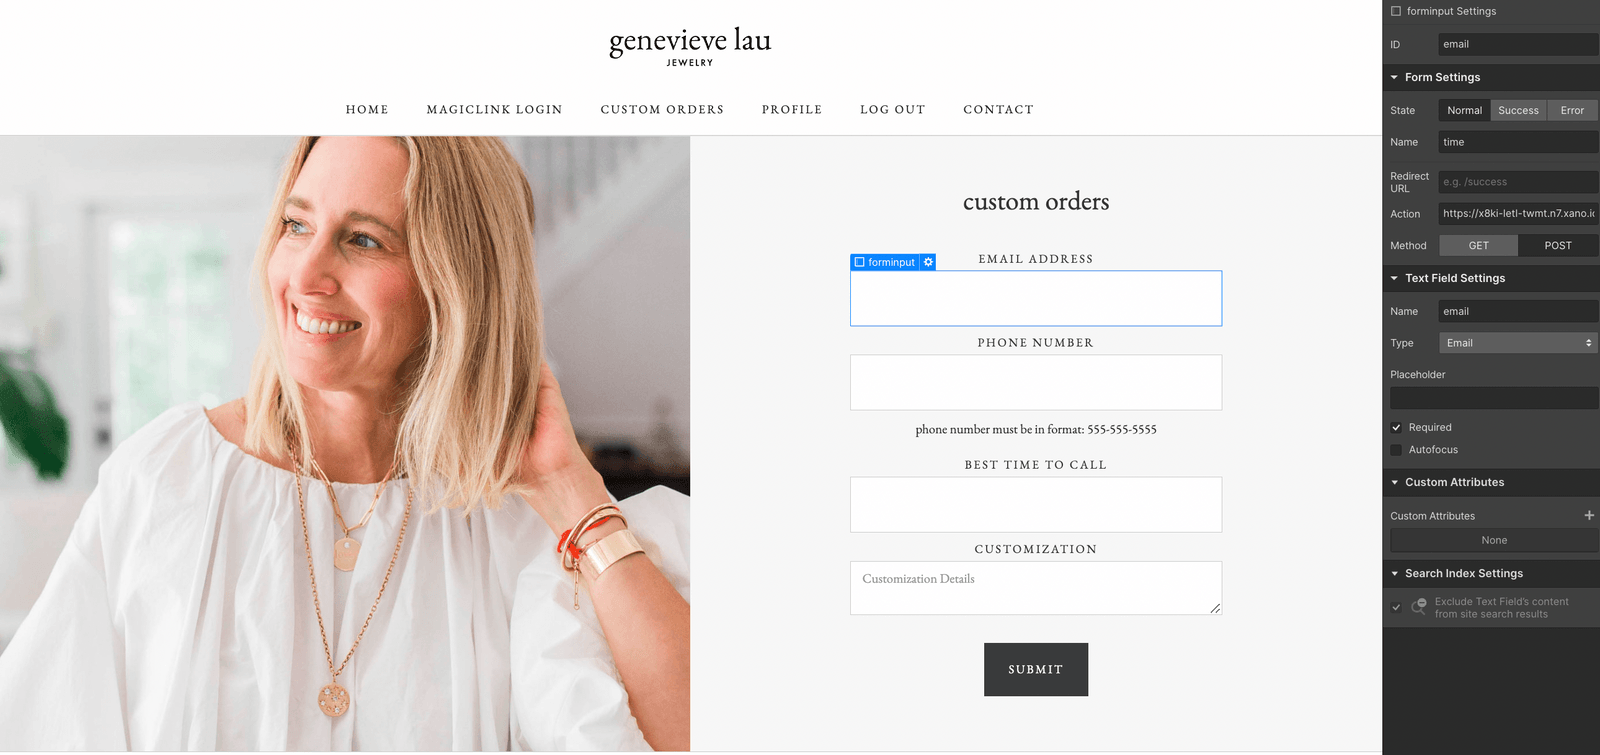 genevieve lau
JEWELRY
HOME MAGICLINK LOGIN CUSTOM ORDERS PROFILE LOG OUT CONTACT
custom orders
forminput
EMAIL ADDRESS
PHONE NUMBER
phone number must be in format: 555-555-5555
BEST TIME TO CALL
CUSTOMIZATION
Customization Details
SUBMIT
forminput Settings
ID email
Form Settings
State Normal Success Error
Name time
Redirect URL e.g. /success
Action https://x8ki-letl-twmt.n7.xano.i
Method GET POST
Text Field Settings
Name email
Type Email
Placeholder
Required
Autofocus
Custom Attributes
Custom Attributes
None
Search Index Settings
Exclude Text Field's content
from site search results